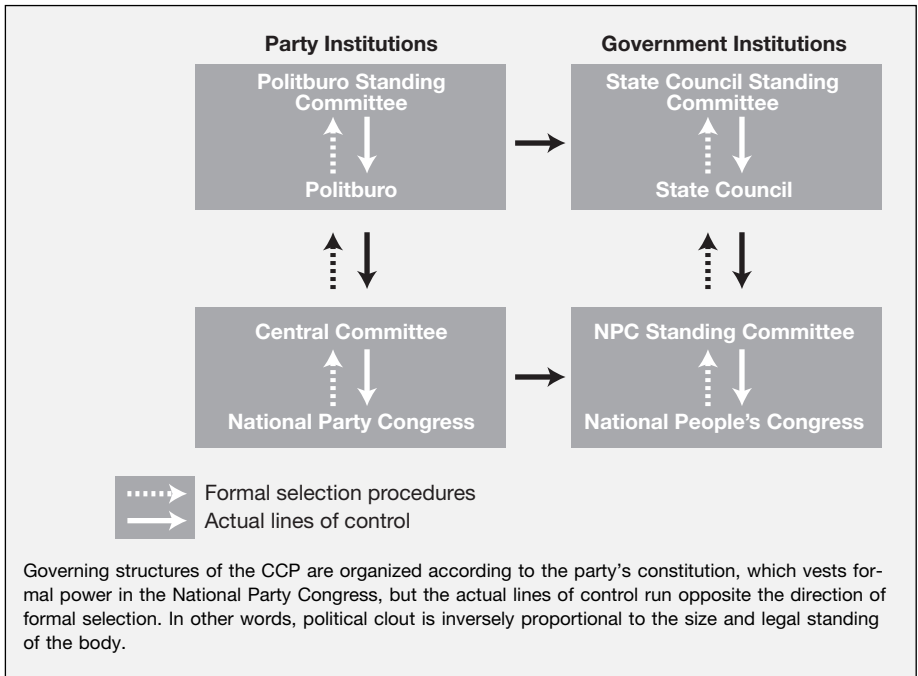 Party Institutions
Government Institutions
Politburo Standing
Committee
Politburo
State Council Standing
Committee
State Council
Central Committee
National Party Congress
NPC Standing Committee
National People's Congress
Formal selection procedures
Actual lines of control
Governing structures of the CCP are organized according to the party's constitution, which vests for-
mal power in the National Party Congress, but the actual lines of control run opposite the direction of
formal selection. In other words, political clout is inversely proportional to the size and legal standing
of the body.